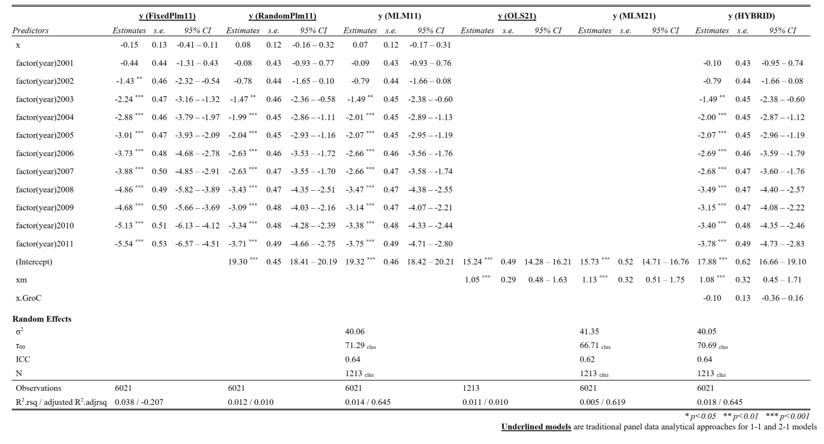 y (FixedPlm11) y (RandomPlm11) y (MLM11) y (OLS21) y (MLM21) y (HYBRID)
Predictors Estimates s.e. 95% CI Estimates s.e. 95% CI Estimates s.e. 95% CI Estimates s.e. 95% CI Estimates s.e. 95% CI Estimates s.e. 95% CI
x -0.15 0.13 -0.41 – 0.11 0.08 0.12 -0.16 – 0.32 0.07 0.12 -0.17 – 0.31
factor(year)2001 -0.44 0.44 -1.31 – 0.43 -0.08 0.43 -0.93 – 0.77 -0.09 0.43 -0.93 – 0.76 -0.10 0.43 -0.95 – 0.74
factor(year)2002 -1.43 ** 0.46 -2.32 – -0.54 -0.78 0.44 -1.65 – 0.10 -0.79 0.44 -1.66 – 0.08 -0.79 0.44 -1.66 – 0.08
factor(year)2003 -2.24 *** 0.47 -3.16 – -1.32 -1.47 ** 0.46 -2.36 – -0.58 -1.49 ** 0.45 -2.38 – -0.60 -1.49 ** 0.45 -2.38 – -0.60
factor(year)2004 -2.88 *** 0.46 -3.79 – -1.97 -1.99 *** 0.45 -2.86 – -1.11 -2.01 *** 0.45 -2.89 – -1.13 -2.00 *** 0.45 -2.87 – -1.12
factor(year)2005 -3.01 *** 0.47 -3.93 – -2.09 -2.04 *** 0.45 -2.93 – -1.16 -2.07 *** 0.45 -2.95 – -1.19 -2.07 *** 0.45 -2.96 – -1.19
factor(year)2006 -3.73 *** 0.48 -4.68 – -2.78 -2.63 *** 0.46 -3.53 – -1.72 -2.66 *** 0.46 -3.56 – -1.76 -2.69 *** 0.46 -3.59 – -1.79
factor(year)2007 -3.88 *** 0.50 -4.85 – -2.91 -2.63 *** 0.47 -3.55 – -1.70 -2.66 *** 0.47 -3.58 – -1.74 -2.68 *** 0.47 -3.60 – -1.76
factor(year)2008 -4.86 *** 0.49 -5.82 – -3.89 -3.43 *** 0.47 -4.35 – -2.51 -3.47 *** 0.47 -4.38 – -2.55 -3.49 *** 0.47 -4.40 – -2.57
factor(year)2009 -4.68 *** 0.50 -5.66 – -3.69 -3.09 *** 0.48 -4.03 – -2.16 -3.14 *** 0.47 -4.07 – -2.21 -3.15 *** 0.47 -4.08 – -2.22
factor(year)2010 -5.13 *** 0.51 -6.13 – -4.12 -3.34 *** 0.48 -4.28 – -2.39 -3.38 *** 0.48 -4.33 – -2.44 -3.40 *** 0.48 -4.35 – -2.46
factor(year)2011 -5.54 *** 0.53 -6.57 – -4.51 -3.71 *** 0.49 -4.66 – -2.75 -3.75 *** 0.49 -4.71 – -2.80 -3.78 *** 0.49 -4.73 – -2.83
(Intercept) 19.30 *** 0.45 18.41 – 20.19 19.32 *** 0.46 18.42 – 20.21 15.24 *** 0.49 14.28 – 16.21 15.73 *** 0.52 14.71 – 16.76 17.88 *** 0.62 16.66 – 19.10
xm 1.05 *** 0.29 0.48 – 1.63 1.13 *** 0.32 0.51 – 1.75 1.08 *** 0.32 0.45 – 1.71
x.GroC -0.10 0.13 -0.36 – 0.16
Random Effects
σ² 40.06 41.35 40.05
τ₀₀ 71.29 clus 66.71 clus 70.69 clus
ICC 0.64 0.62 0.64
N 1213 clus 1213 clus 1213 clus
Observations 6021 6021 6021 1213 6021 6021
R².rsq / adjusted R².adjrsq 0.038 / -0.207 0.012 / 0.010 0.014 / 0.645 0.011 / 0.010 0.005 / 0.619 0.018 / 0.645
* p<0.05 ** p<0.01 *** p<0.001
Underlined models are traditional panel data analytical approaches for 1-1 and 2-1 models